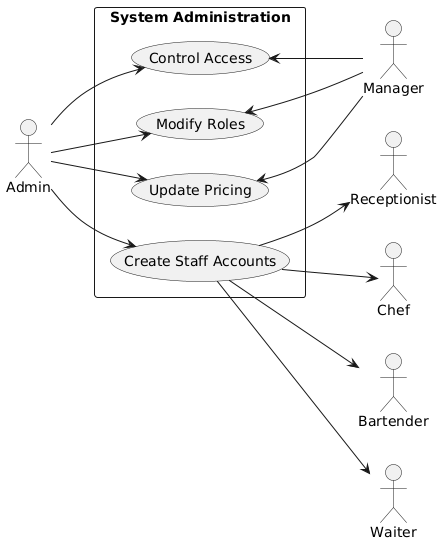 System Administration
Control Access
Manager
Modify Roles
Admin
Update Pricing
Receptionist
Create Staff Accounts
Chef
Bartender
Waiter